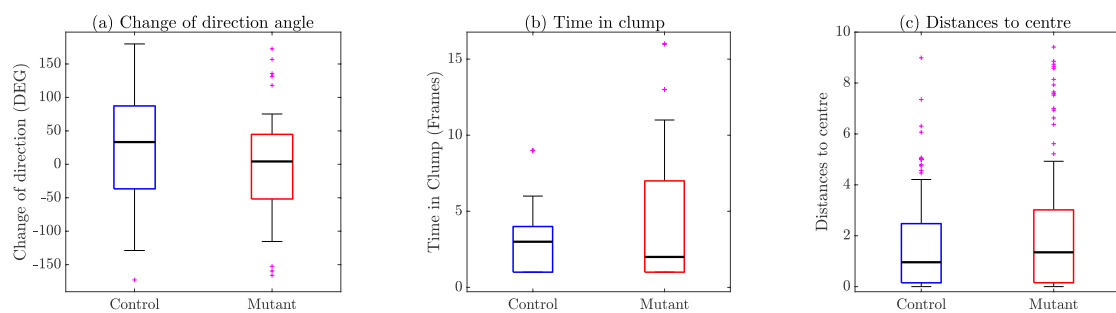 (a) Change of direction angle
Change of direction (DEG)
150
100
50
0
-50
-100
-150
Control
Mutant
(b) Time in clump
Time in Clump (Frames)
15
10
5
0
Control
Mutant
(c) Distances to centre
Distances to centre
10
8
6
4
2
0
Control
Mutant